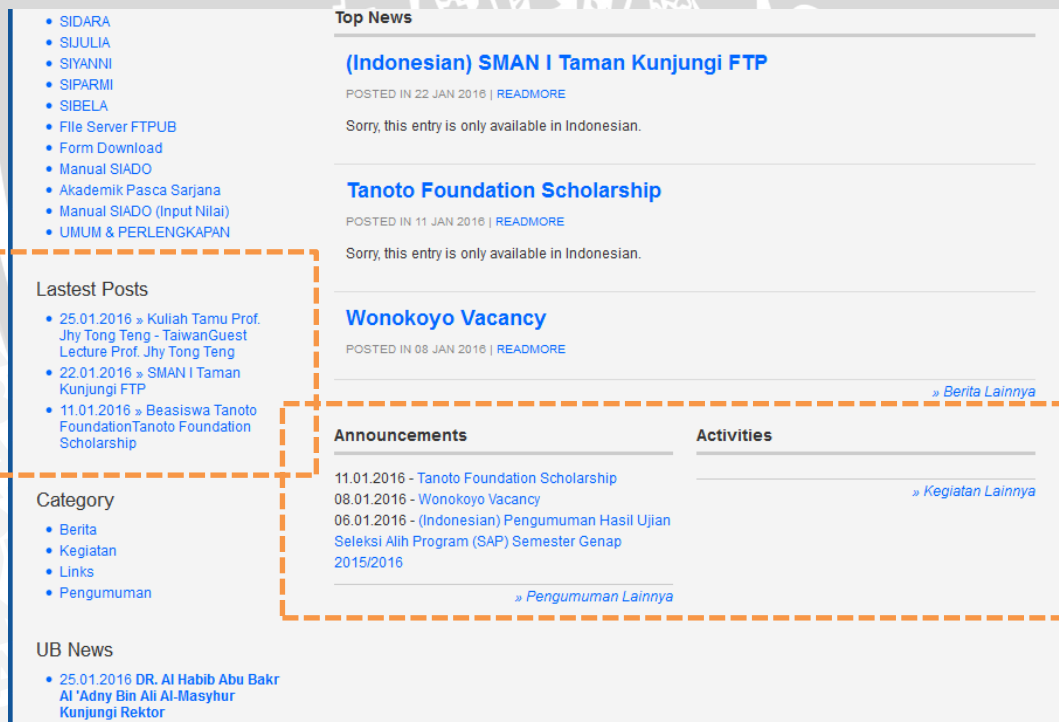 SIDARA
SIJULIA
SIYANNI
SIPARMI
SIBELA
FIle Server FTPUB
Form Download
Manual SIADO
Akademik Pasca Sarjana
Manual SIADO (Input Nilai)
UMUM & PERLENGKAPAN
Lastest Posts
25.01.2016 » Kuliah Tamu Prof.
Jhy Tong Teng - TaiwanGuest
Lecture Prof. Jhy Tong Teng
22.01.2016 » SMAN I Taman
Kunjungi FTP
11.01.2016 » Beasiswa Tanoto
FoundationTanoto Foundation
Scholarship
Category
Berita
Kegiatan
Links
Pengumuman
UB News
25.01.2016 DR. Al Habib Abu Bakr
Al 'Adny Bin Ali Al-Masyhur
Kunjungi Rektor
Top News
(Indonesian) SMAN I Taman Kunjungi FTP
POSTED IN 22 JAN 2016 | READMORE
Sorry, this entry is only available in Indonesian.
Tanoto Foundation Scholarship
POSTED IN 11 JAN 2016 | READMORE
Sorry, this entry is only available in Indonesian.
Wonokoyo Vacancy
POSTED IN 08 JAN 2016 | READMORE
» Berita Lainnya
Announcements
11.01.2016 - Tanoto Foundation Scholarship
08.01.2016 - Wonokoyo Vacancy
06.01.2016 - (Indonesian) Pengumuman Hasil Ujian
Seleksi Alih Program (SAP) Semester Genap
2015/2016
» Pengumuman Lainnya
Activities
» Kegiatan Lainnya